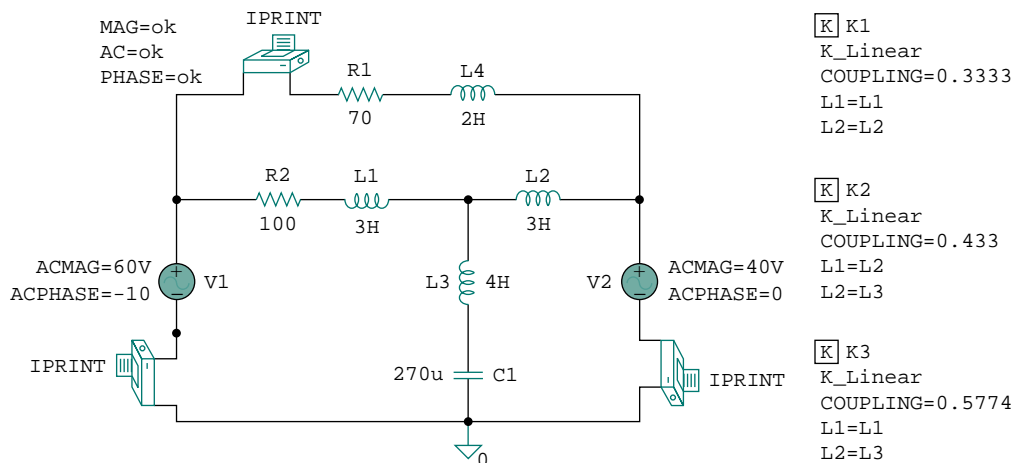 MAG=ok
AC=ok
PHASE=ok
IPRINT
R1
70
L4
2H
R2
100
L1
3H
L2
3H
ACMAG=60V
ACPHASE=-10
V1
L3
4H
V2
ACMAG=40V
ACPHASE=0
IPRINT
270u
C1
IPRINT
0
K K1
K_Linear
COUPLING=0.3333
L1=L1
L2=L2
K K2
K_Linear
COUPLING=0.433
L1=L2
L2=L3
K K3
K_Linear
COUPLING=0.5774
L1=L1
L2=L3